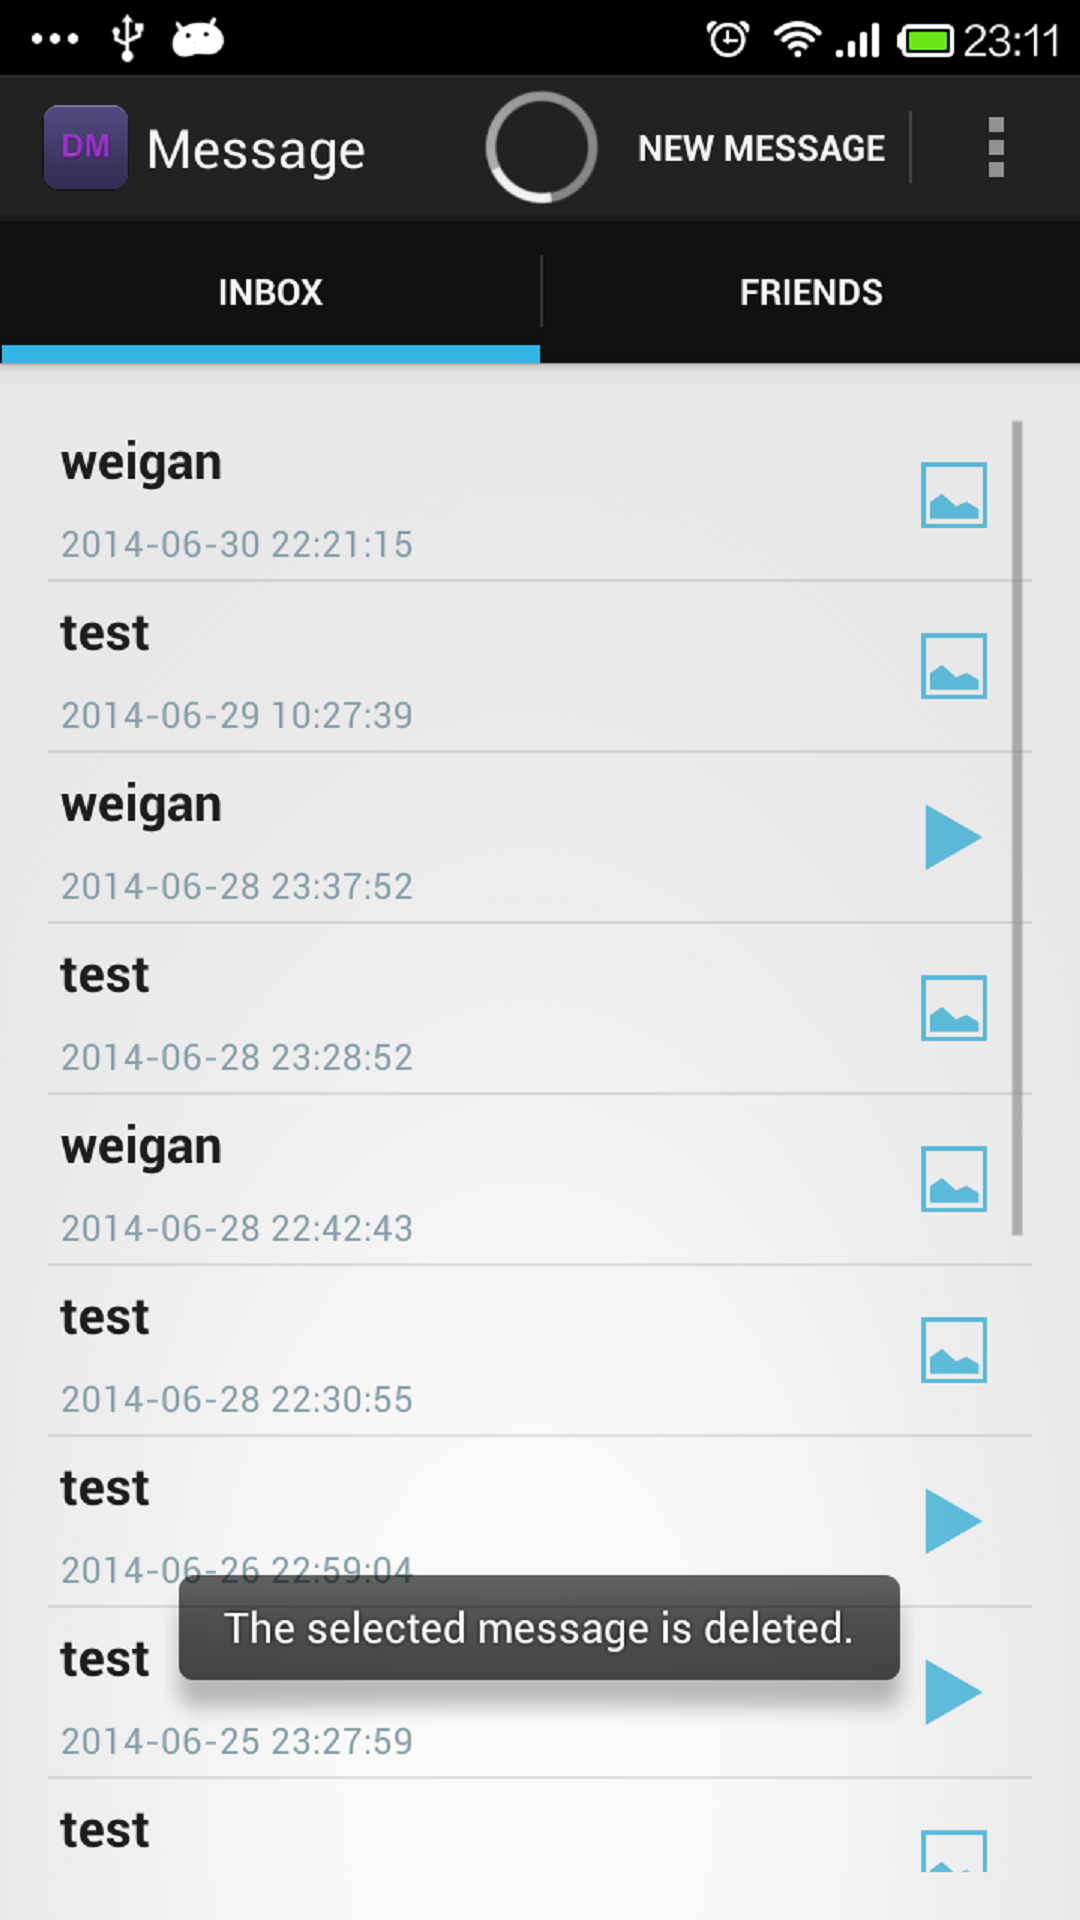 23:11
DM Message NEW MESSAGE
INBOX FRIENDS
weigan
2014-06-30 22:21:15
test
2014-06-29 10:27:39
weigan
2014-06-28 23:37:52
test
2014-06-28 23:28:52
weigan
2014-06-28 22:42:43
test
2014-06-28 22:30:55
test
2014-06-26 22:59:04
The selected message is deleted.
test
2014-06-25 23:27:59
test